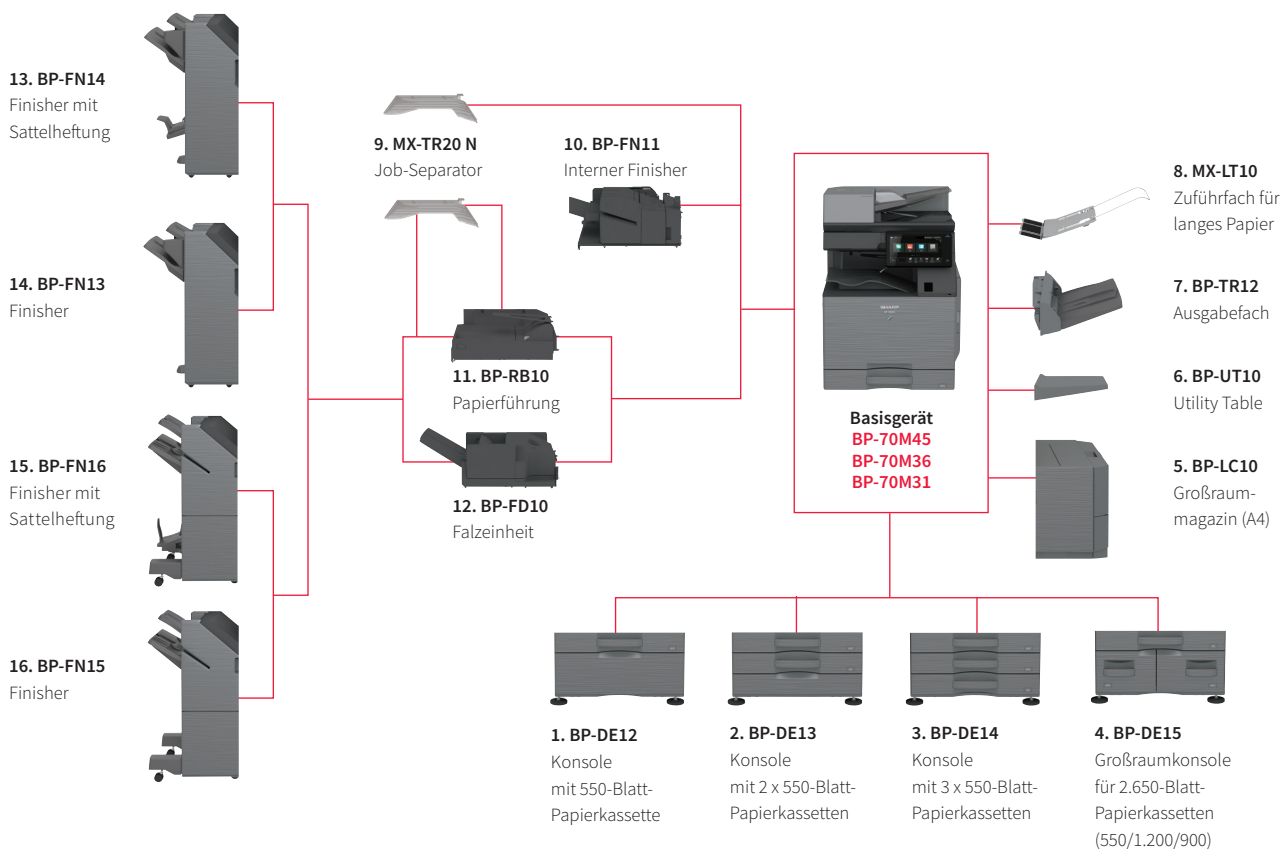 13. BP-FN14
Finisher mit
Sattelheftung
14. BP-FN13
Finisher
15. BP-FN16
Finisher mit
Sattelheftung
16. BP-FN15
Finisher
9. MX-TR20 N
Job-Separator
10. BP-FN11
Interner Finisher
11. BP-RB10
Papierführung
12. BP-FD10
Falzeinheit
SHARP
Basisgerät
BP-70M45
BP-70M36
BP-70M31
8. MX-LT10
Zuführfach für
langes Papier
7. BP-TR12
Ausgabefach
6. BP-UT10
Utility Table
5. BP-LC10
Großraum-
magazin (A4)
1. BP-DE12
Konsole
mit 550-Blatt-
Papierkassette
2. BP-DE13
Konsole
mit 2 x 550-Blatt-
Papierkassetten
3. BP-DE14
Konsole
mit 3 x 550-Blatt-
Papierkassetten
4. BP-DE15
Großraumkonsole
für 2.650-Blatt-
Papierkassetten
(550/1.200/900)